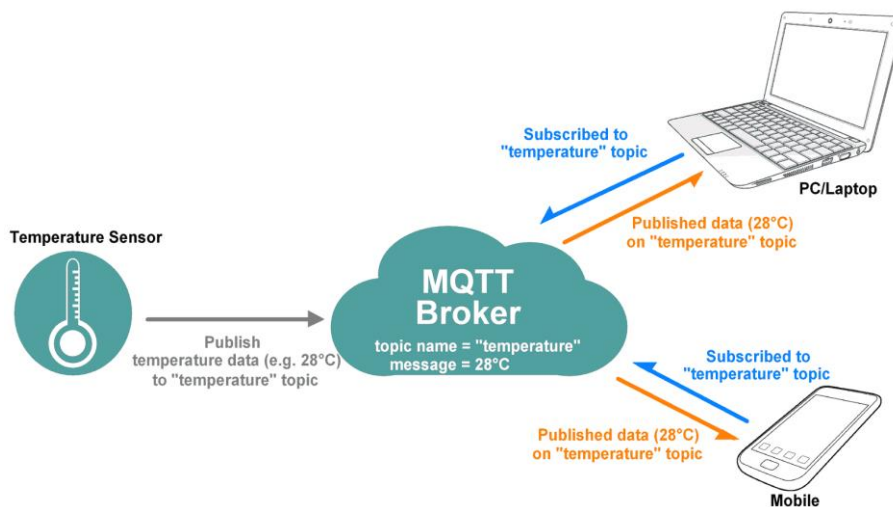 Temperature Sensor
Publish
temperature data (e.g. 28°C)
to "temperature" topic
MQTT
Broker
topic name = "temperature"
message = 28°C
Subscribed to
"temperature" topic
Published data (28°C)
on "temperature" topic
PC/Laptop
Subscribed to
"temperature" topic
Published data (28°C)
on "temperature" topic
Mobile